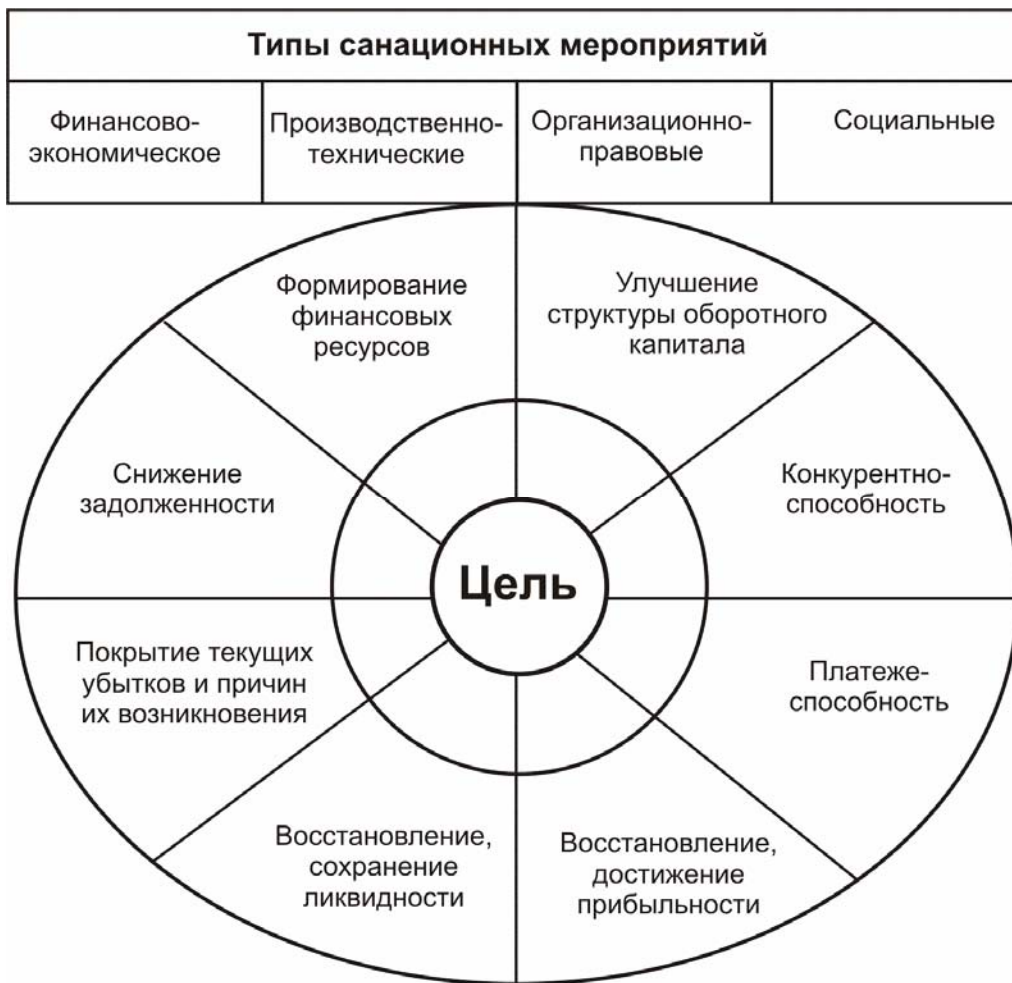 Типы санационных мероприятий
Финансово-
экономическое
Производственно-
технические
Организационно-
правовые
Социальные
Формирование
финансовых
ресурсов
Улучшение
структуры оборотного
капитала
Снижение
задолженности
Конкурентно-
способность
Цель
Покрытие текущих
убытков и причин
их возникновения
Платеже-
способность
Восстановление,
сохранение
ликвидности
Восстановление,
достижение
прибыльности